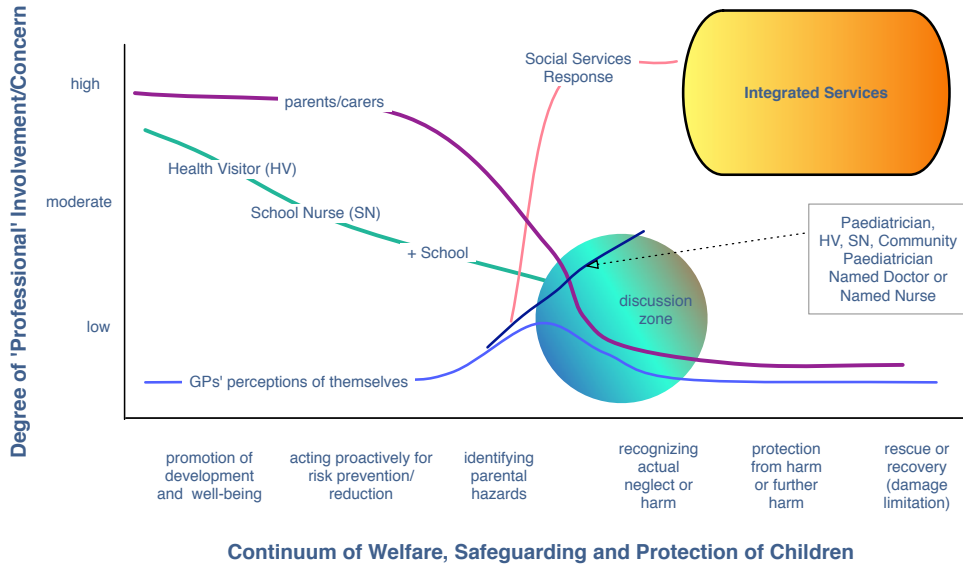 Degree of 'Professional' Involvement/Concern
high
moderate
low
parents/carers
Health Visitor (HV)
School Nurse (SN)
+ School
GPs' perceptions of themselves
Social Services
Response
Integrated Services
Paediatrician,
HV, SN, Community
Paediatrician
Named Doctor or
Named Nurse
discussion
zone
promotion of
development
and well-being
acting proactively for
risk prevention/
reduction
identifying
parental
hazards
recognizing
actual
neglect or
harm
protection
from harm
or further
harm
rescue or
recovery
(damage
limitation)
Continuum of Welfare, Safeguarding and Protection of Children